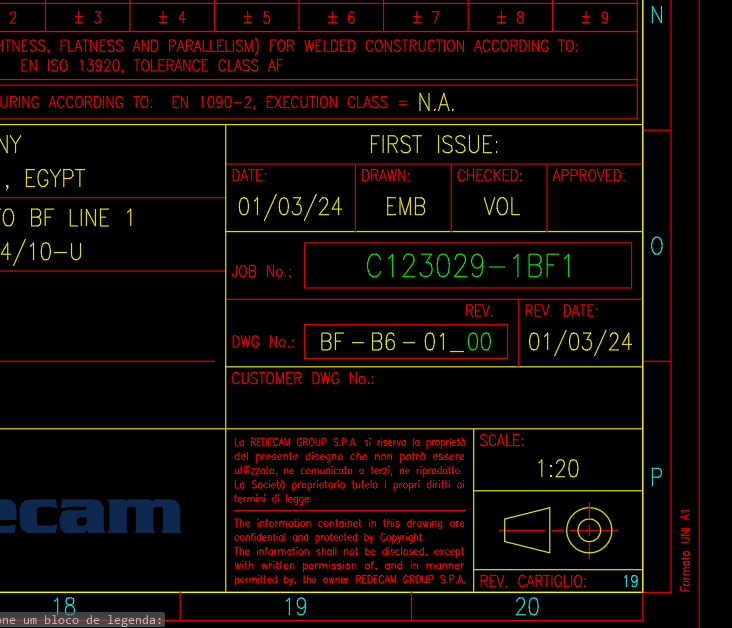 2 ± 3 ± 4 ± 5 ± 6 ± 7 ± 8 ± 9
N
HTNESS, FLATNESS AND PARALLELISM) FOR WELDED CONSTRUCTION ACCORDING TO:
EN ISO 13920, TOLERANCE CLASS AF
URING ACCORDING TO: EN 1090-2, EXECUTION CLASS = N.A.
NY
, EGYPT
TO BF LINE 1
4/10-U
FIRST ISSUE:
DATE: DRAWN: CHECKED: APPROVED:
01/03/24 EMB VOL
O
JOB No.: C123029-1BF1
REV. REV. DATE:
DWG No.: BF - B6 - 01_00 01/03/24
CUSTOMER DWG No.:
La REDECAM GROUP S.P.A. si riserva la proprietà
del presente disegno che non potrà essere
utilizzato, ne comunicato a terzi, ne riprodotto.
La Società proprietaria tutela i propri diritti ai
termini di legge.
The information containet in this drawing are
confidential and protected by Copyright.
The information shall not be disclosed, except
with written permission of, and in manner
permitted by, the owner REDECAM GROUP S.P.A.
SCALE:
1:20
P
REV. CARTIGLIO: 19
Formato UNI A1
ecam
18 19 20
one um bloco de legenda: